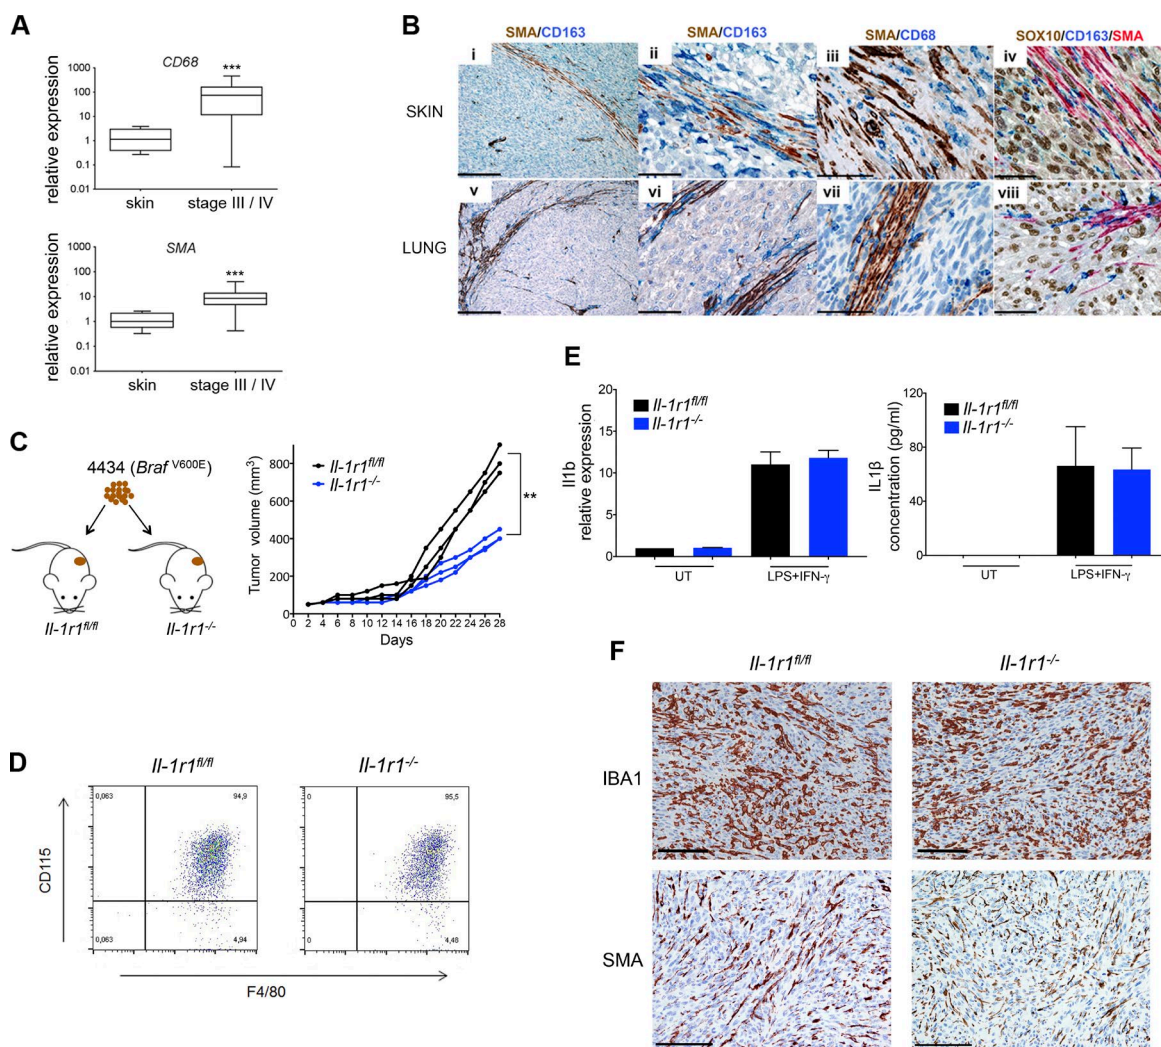 A
CD68
***
relative expression
1000
100
10
1
0.1
0.01
skin
stage III / IV
SMA
***
relative expression
1000
100
10
1
0.1
0.01
skin
stage III / IV
B
SMA/CD163
SMA/CD163
SMA/CD68
SOX10/CD163/SMA
SKIN
i
ii
iii
iv
LUNG
v
vi
vii
viii
C
4434 (Braf V600E)
Il-1r1fl/fl
Il-1r1-/-
Tumor volume (mm3)
800
600
400
200
0
Il-1r1fl/fl
Il-1r1-/-
**
0 2 4 6 8 10 12 14 16 18 20 22 24 26 28
Days
D
Il-1r1fl/fl
Il-1r1-/-
CD115
0,063
94,9
0,063
4,94
0
95,5
0
4,48
F4/80
E
Il1b
relative expression
20
15
10
5
0
Il-1r1fl/fl
Il-1r1-/-
UT
LPS+IFN-γ
IL1β
concentration (pg/ml)
120
90
60
30
0
Il-1r1fl/fl
Il-1r1-/-
UT
LPS+IFN-γ
F
Il-1r1fl/fl
Il-1r1-/-
IBA1
SMA